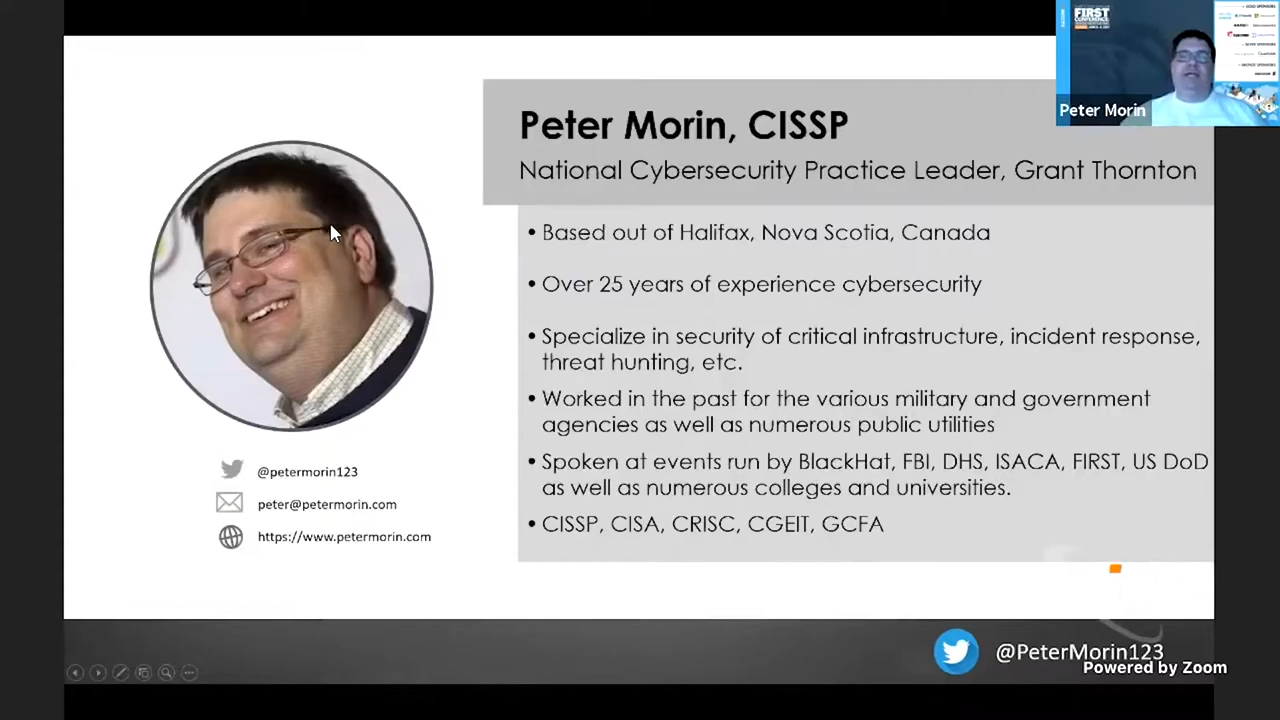 FIRST
CONFERENCE
Peter Morin
Peter Morin, CISSP
National Cybersecurity Practice Leader, Grant Thornton
• Based out of Halifax, Nova Scotia, Canada
• Over 25 years of experience cybersecurity
• Specialize in security of critical infrastructure, incident response,
threat hunting, etc.
• Worked in the past for the various military and government
agencies as well as numerous public utilities
• Spoken at events run by BlackHat, FBI, DHS, ISACA, FIRST, US DoD
as well as numerous colleges and universities.
• CISSP, CISA, CRISC, CGEIT, GCFA
@petermorin123
peter@petermorin.com
https://www.petermorin.com
@PeterMorin123
Powered by Zoom